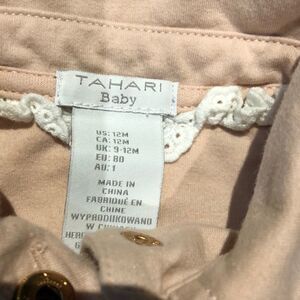 TAHARI
Baby
US: 12M
CA: 12M
UK: 9-12M
EU: 80
AU: 1
MADE IN
CHINA
FABRIQUÉ EN
CHINE
WYPRODUKOWANO